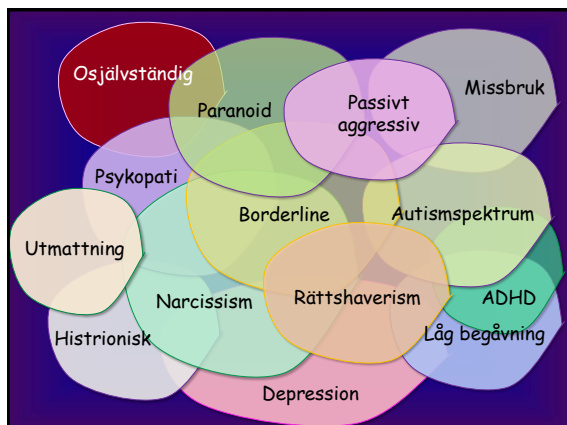 Osjälvständig
Paranoid
Passivt
aggressiv
Missbruk
Psykopati
Borderline
Autismspektrum
Utmattning
Narcissism
Rättshaverism
ADHD
Histrionisk
Låg begåvning
Depression